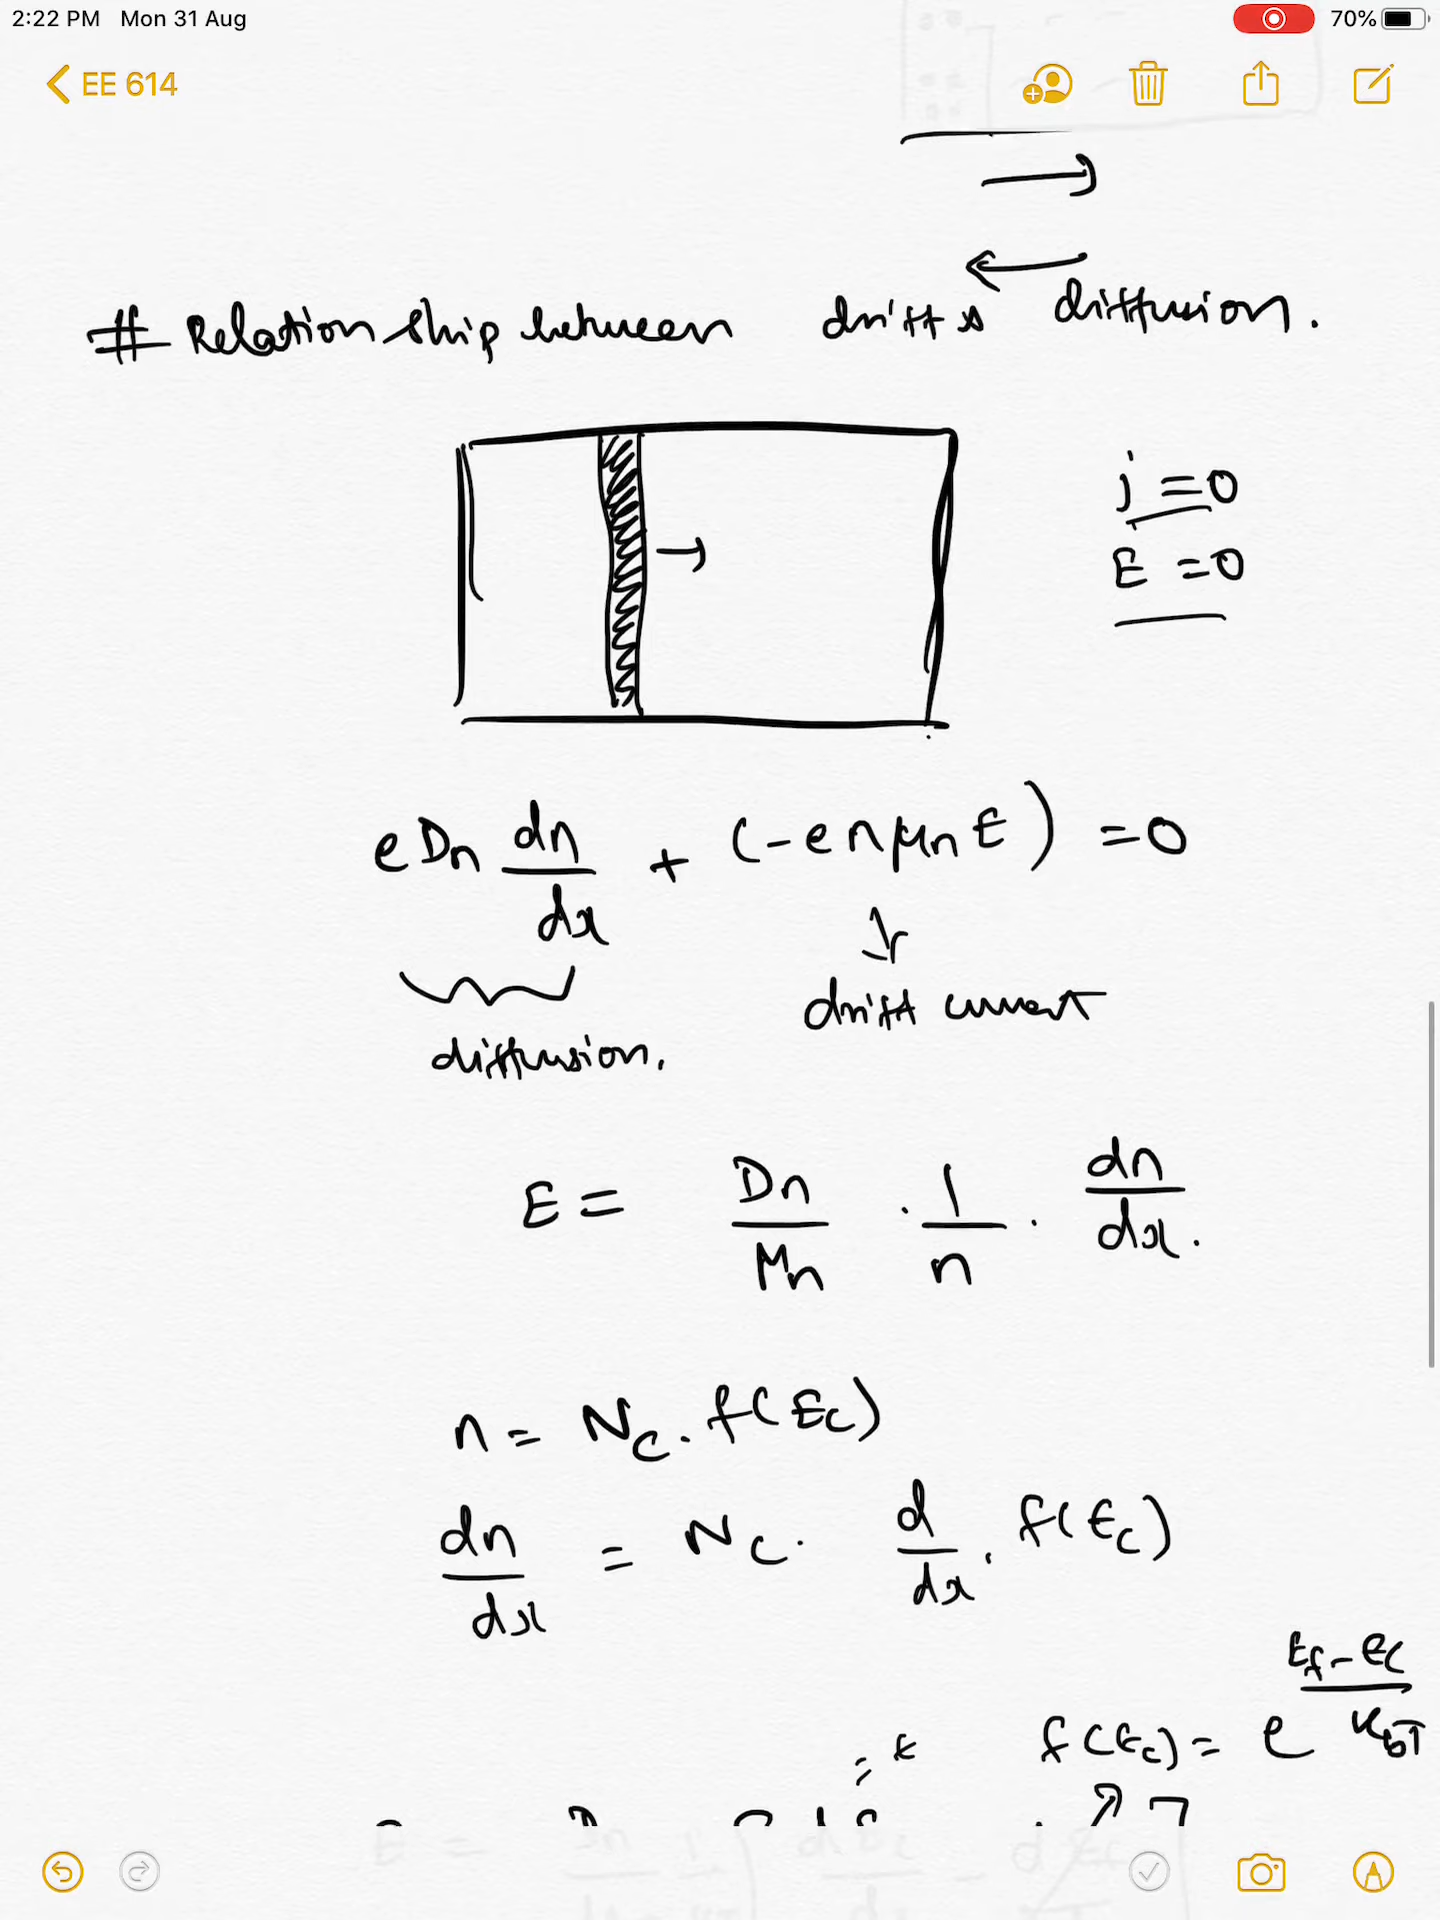 2:22 PM Mon 31 Aug 70%
EE 614
# Relationship between drift & diffusion.
j = 0
E = 0
e Dn dn/dx + (-e n μn E) = 0
drift current
diffusion.
E = Dn/μn . 1/n . dn/dx.
n = Nc . f(Ec)
dn/dx = Nc . d/dx . f(Ec)
f(Ec) = e^(Ef - Ec / KbT)